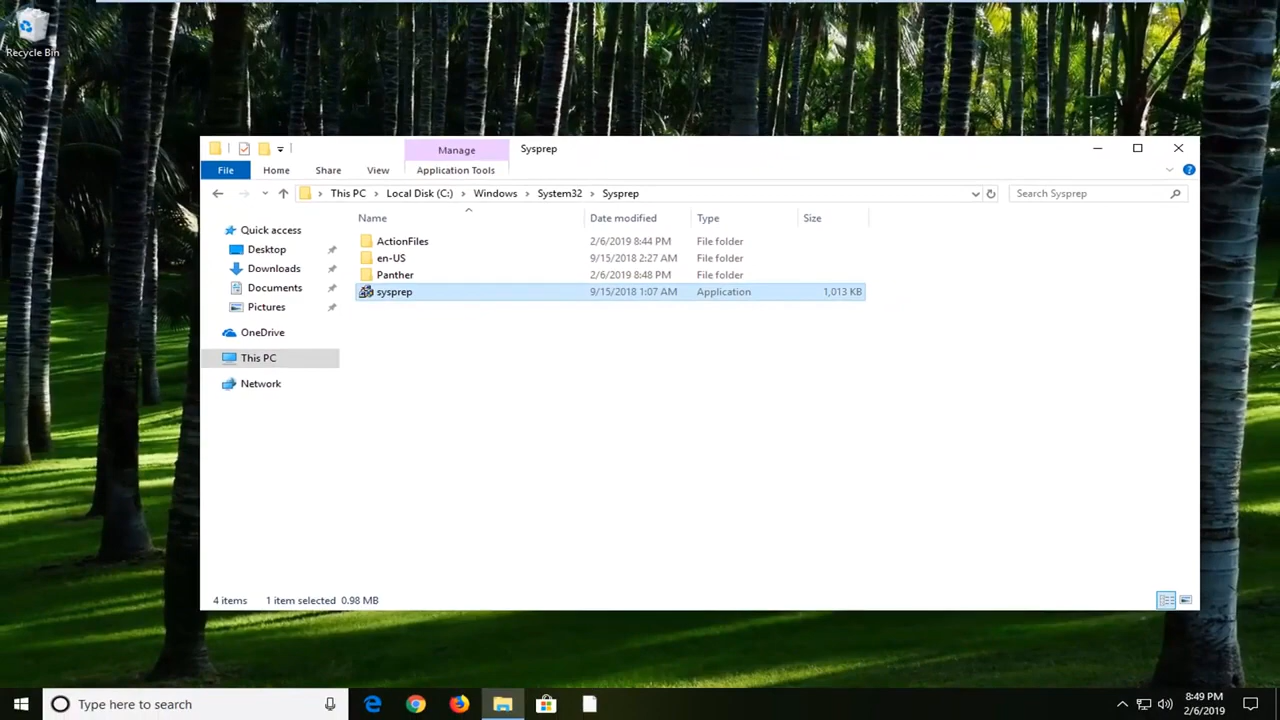 Recycle Bin
Manage
Sysprep
File
Home
Share
View
Application Tools
This PC
Local Disk (C:)
Windows
System32
Sysprep
Search Sysprep
Name
Date modified
Type
Size
Quick access
Desktop
Downloads
Documents
Pictures
OneDrive
This PC
Network
ActionFiles 2/6/2019 8:44 PM File folder
en-US 9/15/2018 2:27 AM File folder
Panther 2/6/2019 8:48 PM File folder
sysprep 9/15/2018 1:07 AM Application 1,013 KB
4 items 1 item selected 0.98 MB
Type here to search
8:49 PM
2/6/2019